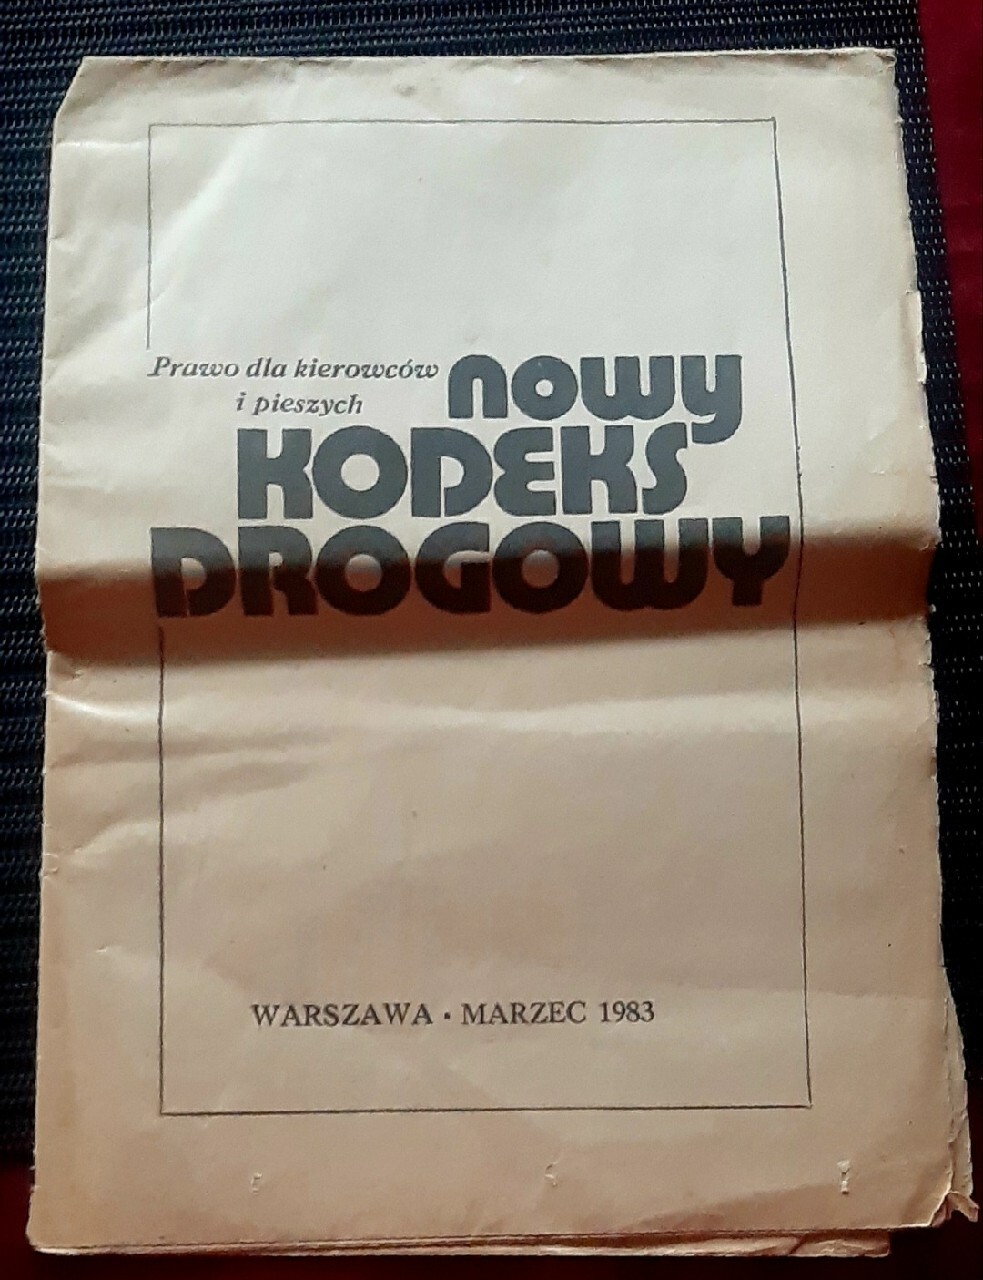 Prawo dla kierowców
i pieszych
nowy
KODEKS
DROGOWY
WARSZAWA · MARZEC 1983